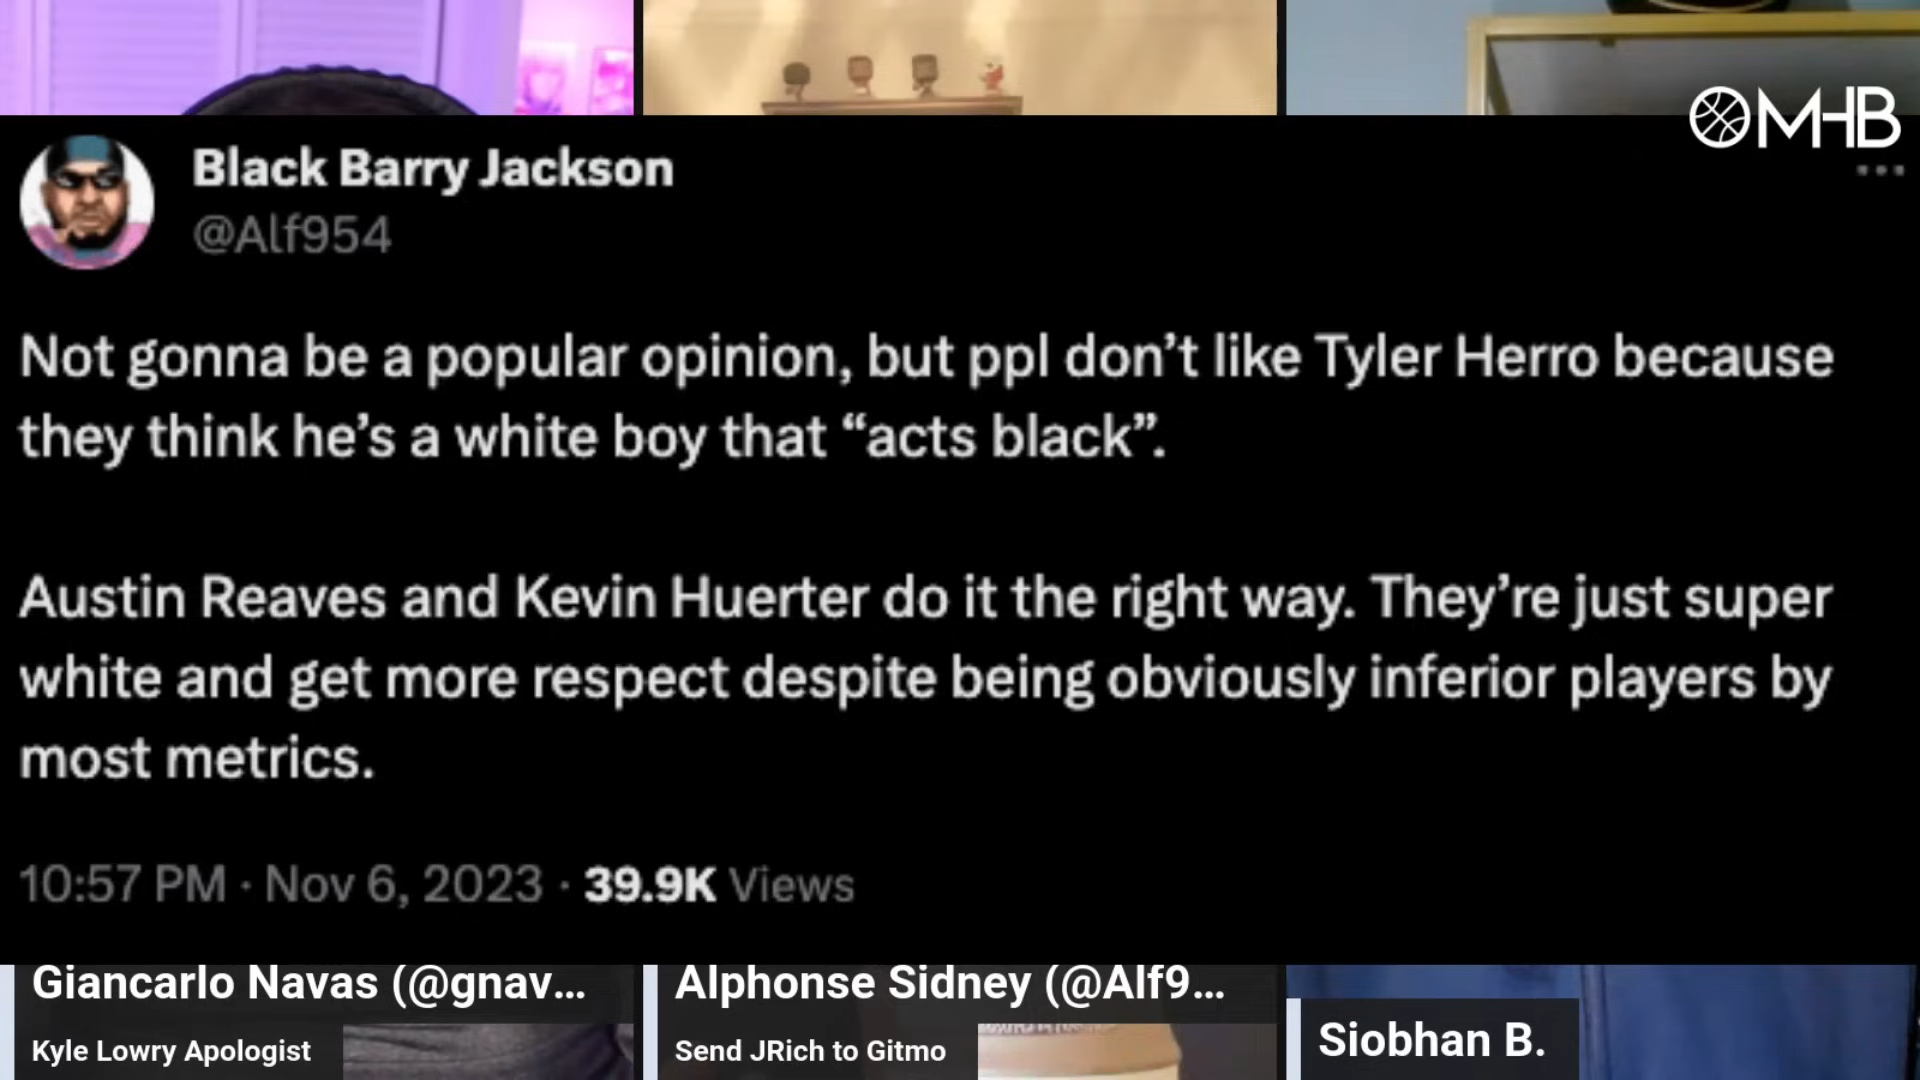 MHB
Black Barry Jackson
@Alf954
Not gonna be a popular opinion, but ppl don’t like Tyler Herro because
they think he’s a white boy that “acts black”.
Austin Reaves and Kevin Huerter do it the right way. They’re just super
white and get more respect despite being obviously inferior players by
most metrics.
10:57 PM · Nov 6, 2023 · 39.9K Views
Giancarlo Navas (@gnav...
Kyle Lowry Apologist
Alphonse Sidney (@Alf9...
Send JRich to Gitmo
Siobhan B.